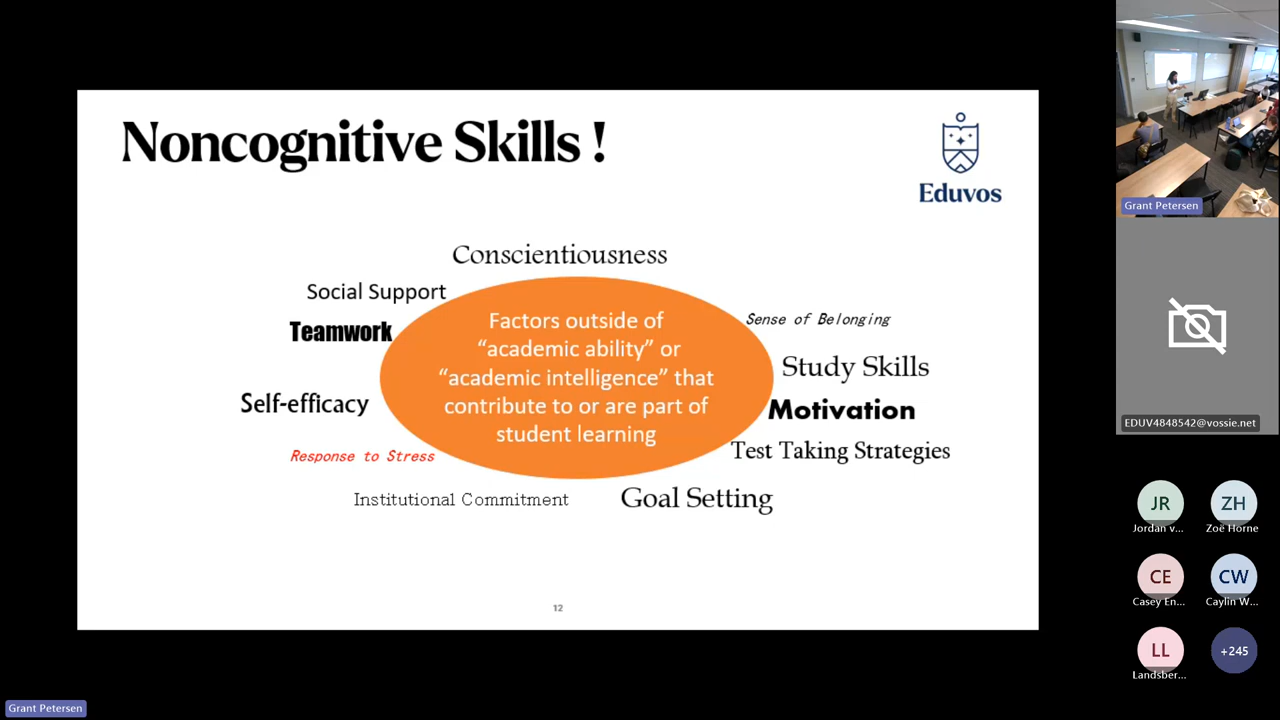 Noncognitive Skills !
Eduvos
Conscientiousness
Social Support
Teamwork
Self-efficacy
Response to Stress
Institutional Commitment
Factors outside of
“academic ability” or
“academic intelligence” that
contribute to or are part of
student learning
Sense of Belonging
Study Skills
Motivation
Test Taking Strategies
Goal Setting
12
Grant Petersen
EDUV4848542@vossie.net
JR
Jordan v...
ZH
Zoë Horne
CE
Casey En...
CW
Caylin W...
LL
Landsber...
+245
Grant Petersen